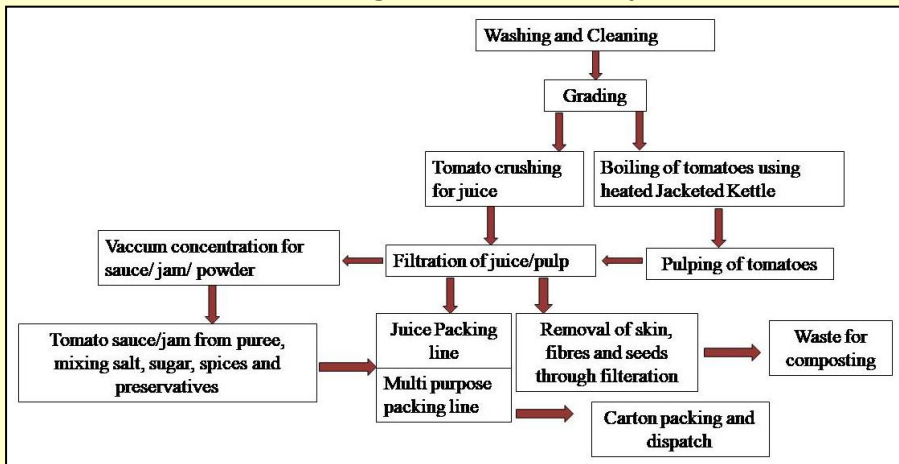 Washing and Cleaning
Grading
Tomato crushing
for juice
Boiling of tomatoes using
heated Jacketed Kettle
Vaccum concentration for
sauce/ jam/ powder
Filtration of juice/pulp
Pulping of tomatoes
Tomato sauce/jam from puree,
mixing salt, sugar, spices and
preservatives
Juice Packing
line
Multi purpose
packing line
Removal of skin,
fibres and seeds
through filteration
Waste for
composting
Carton packing and
dispatch